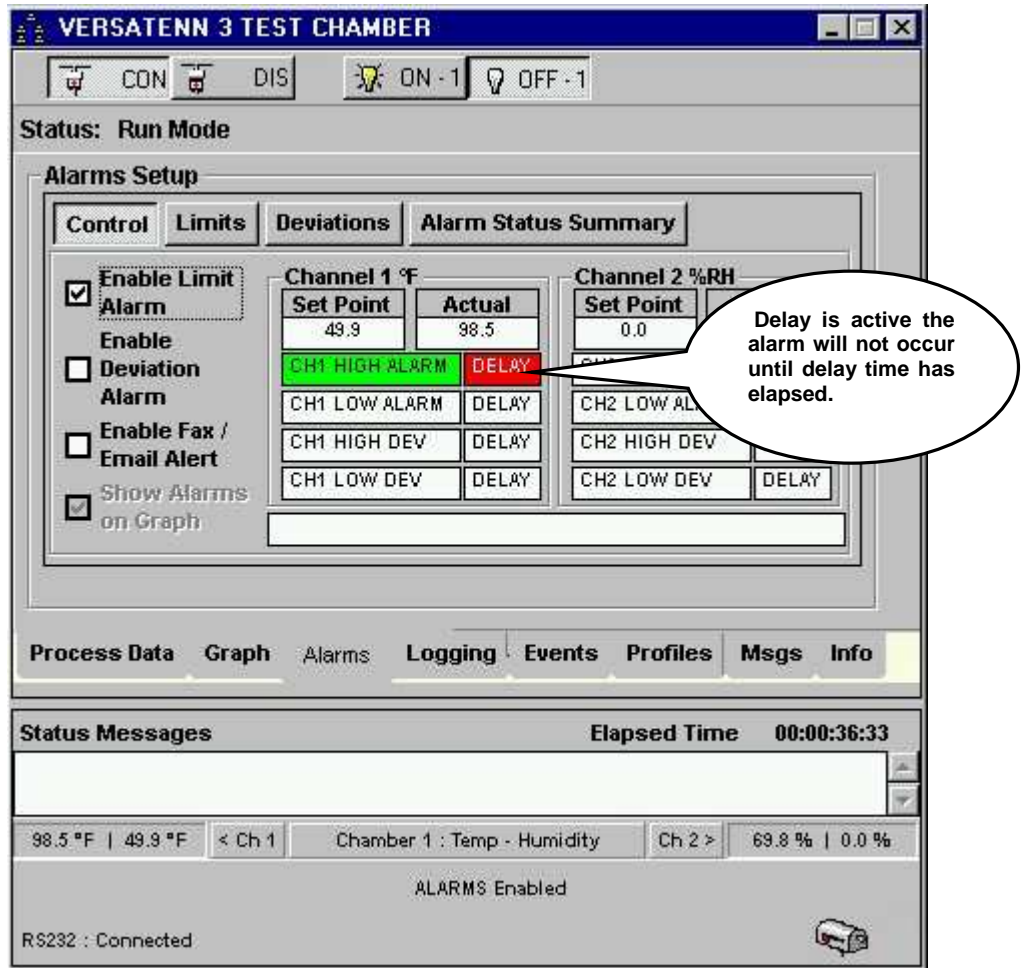 VERSATENN 3 TEST CHAMBER
CON DIS ON - 1 OFF - 1
Status: Run Mode
Alarms Setup
Control Limits Deviations Alarm Status Summary
Enable Limit
Alarm
Enable
Deviation
Alarm
Enable Fax /
Email Alert
Show Alarms
on Graph
Channel 1 °F
Set Point Actual
49.9 98.5
CH1 HIGH ALARM DELAY
CH1 LOW ALARM DELAY
CH1 HIGH DEV DELAY
CH1 LOW DEV DELAY
Channel 2 %RH
Set Point
0.0
CH2 LOW AL
CH2 HIGH DEV
CH2 LOW DEV DELAY
Delay is active the
alarm will not occur
until delay time has
elapsed.
Process Data Graph Alarms Logging Events Profiles Msgs Info
Status Messages Elapsed Time 00:00:36:33
98.5 °F | 49.9 °F < Ch 1 Chamber 1 : Temp - Humidity Ch 2 > 69.8 % | 0.0 %
ALARMS Enabled
RS232 : Connected